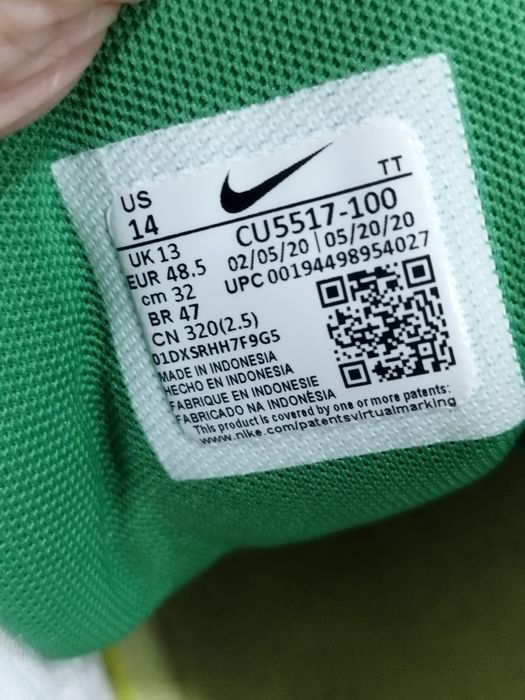 US
14
TT
UK 13
EUR 48.5
cm 32
BR 47
CN 320(2.5)
CU5517-100
02/05/20 | 05/20/20
UPC 00194498954027
01DXSRHH7F9G5
MADE IN INDONESIA
HECHO EN INDONESIA
FABRIQUE EN INDONESIE
FABRICADO NA INDONÉSIA
This product is covered by one or more patents:
www.nike.com/patentsvirtualmarking